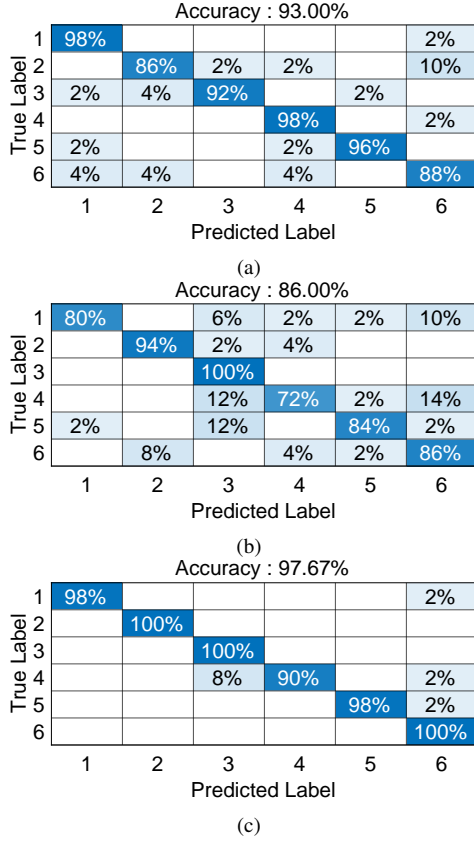 Accuracy : 93.00%
True Label
1 98% 2%
2 86% 2% 2% 10%
3 2% 4% 92% 2%
4 98% 2%
5 2% 2% 96%
6 4% 4% 4% 88%
1 2 3 4 5 6
Predicted Label
(a)
Accuracy : 86.00%
True Label
1 80% 6% 2% 2% 10%
2 94% 2% 4%
3 100%
4 12% 72% 2% 14%
5 2% 12% 84% 2%
6 8% 4% 2% 86%
1 2 3 4 5 6
Predicted Label
(b)
Accuracy : 97.67%
True Label
1 98% 2%
2 100%
3 100%
4 8% 90% 2%
5 98% 2%
6 100%
1 2 3 4 5 6
Predicted Label
(c)